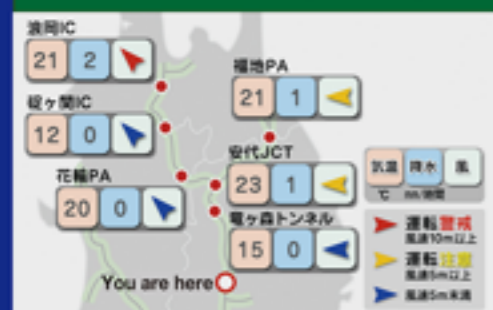 浪岡IC
21 2
碇ヶ関IC
12 0
花輪PA
20 0
福地PA
21 1
安代JCT
23 1
竜ヶ森トンネル
15 0
You are here
気温 降水 風
℃ mm/時間
運転警戒
風速10m以上
運転注意
風速5m以上
風速5m未満